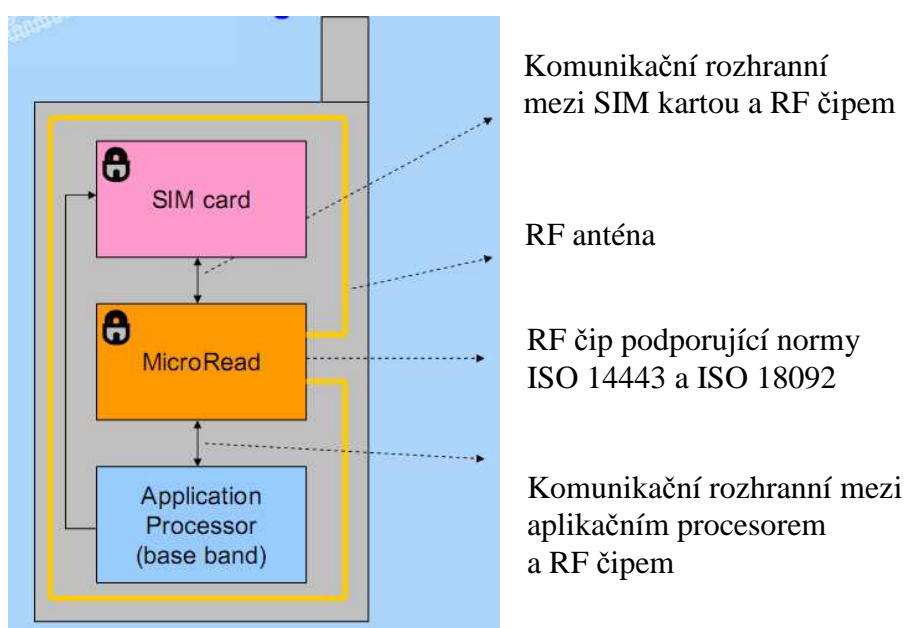 Komunikační rozhranní
mezi SIM kartou a RF čipem
SIM card
RF anténa
MicroRead
RF čip podporující normy
ISO 14443 a ISO 18092
Application
Processor
(base band)
Komunikační rozhranní mezi
aplikačním procesorem
a RF čipem